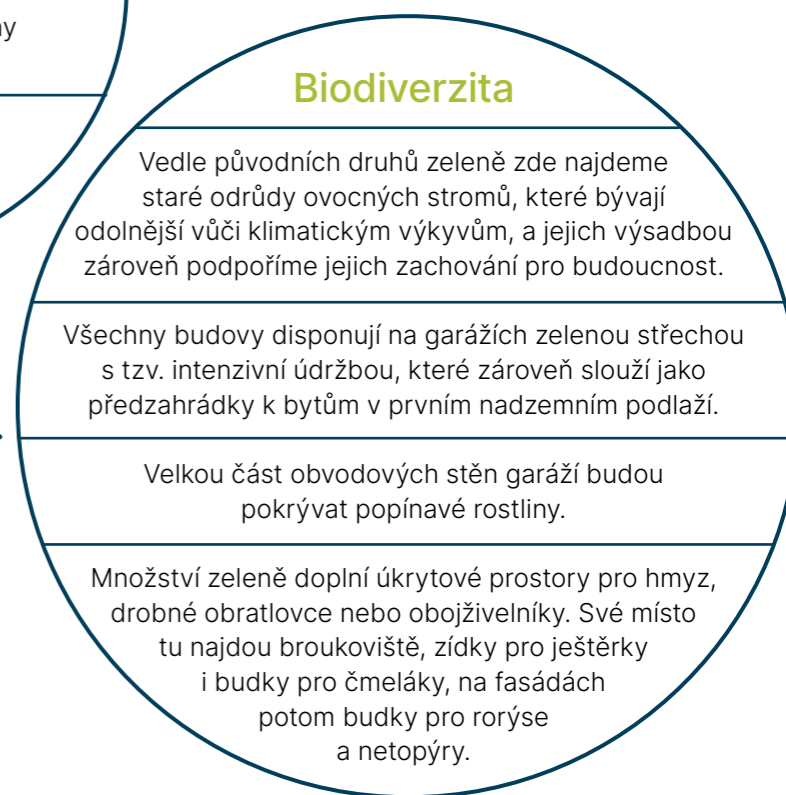 Biodiverzita
Vedle původních druhů zeleně zde najdeme
staré odrůdy ovocných stromů, které bývají
odolnější vůči klimatickým výkyvům, a jejich výsadbou
zároveň podpoříme jejich zachování pro budoucnost.
Všechny budovy disponují na garážích zelenou střechou
s tzv. intenzivní údržbou, které zároveň slouží jako
předzahrádky k bytům v prvním nadzemním podlaží.
Velkou část obvodových stěn garáží budou
pokrývat popínavé rostliny.
Množství zeleně doplní úkrytové prostory pro hmyz,
drobné obratlovce nebo obojživelníky. Své místo
tu najdou broukoviště, zídky pro ještěrky
i budky pro čmeláky, na fasádách
potom budky pro rorýse
a netopýry.